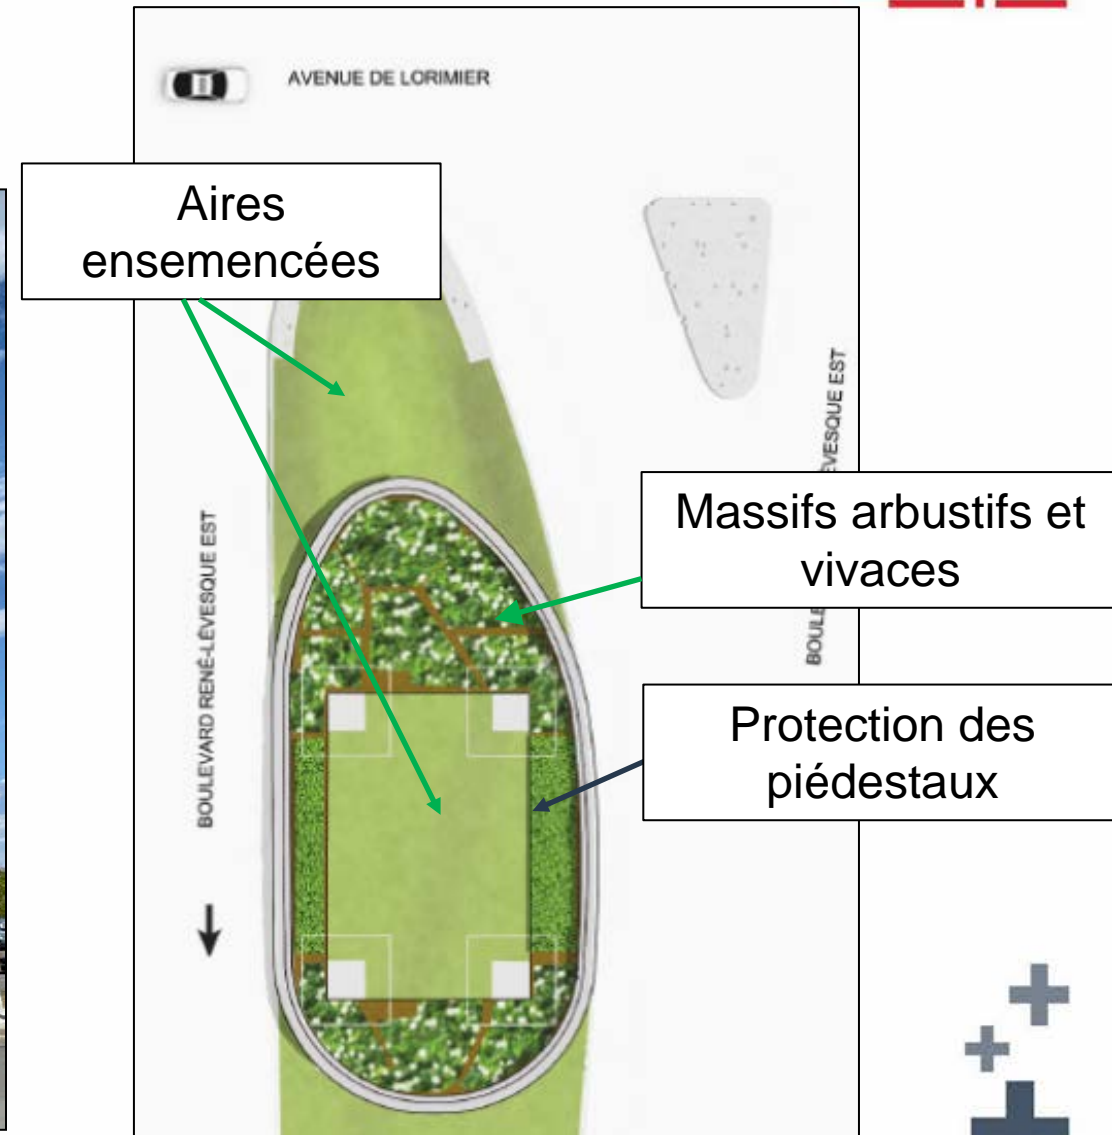 AVENUE DE LORIMIER
Aires
ensemencées
BOULEVARD RENÉ-LÉVESQUE EST
Massifs arbustifs et
vivaces
Protection des
piédestaux